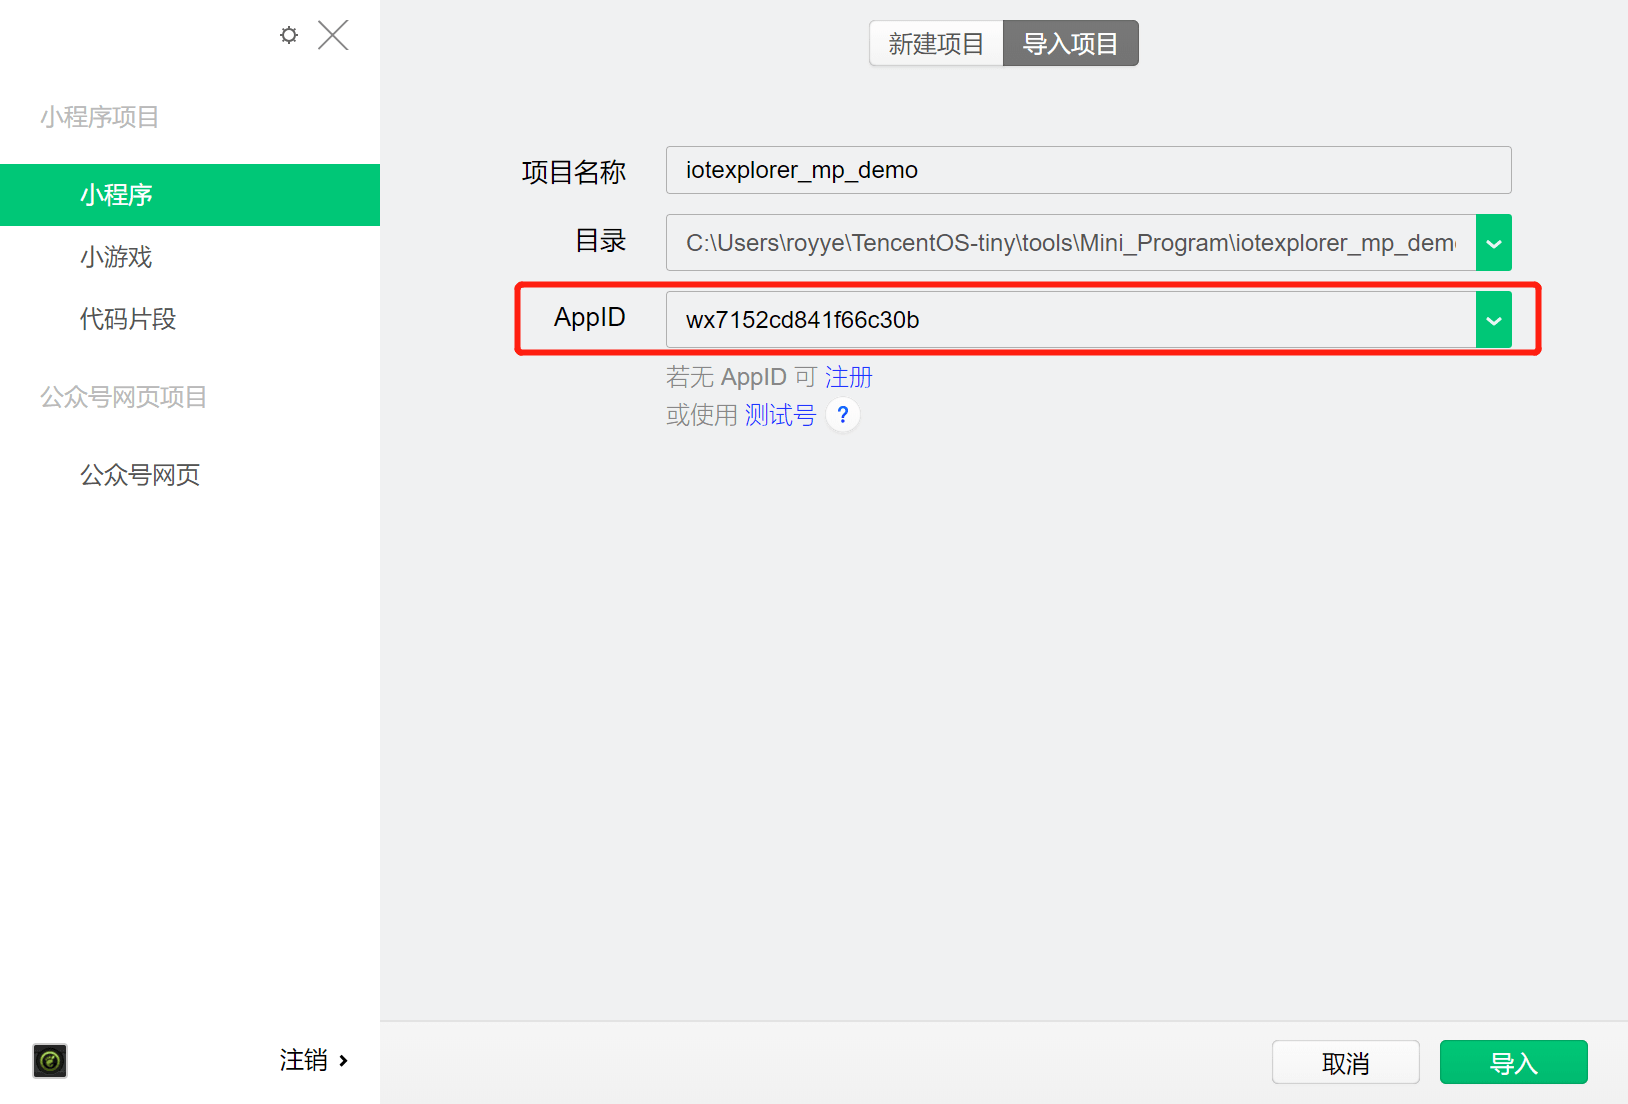 小程序项目
小程序
小游戏
代码片段
公众号网页项目
公众号网页
注销
新建项目
导入项目
项目名称
iotexplorer_mp_demo
目录
C:\Users\royye\TencentOS-tiny\tools\Mini_Program\iotexplorer_mp_dem
AppID
wx7152cd841f66c30b
若无 AppID 可 注册
或使用 测试号 ?
取消
导入